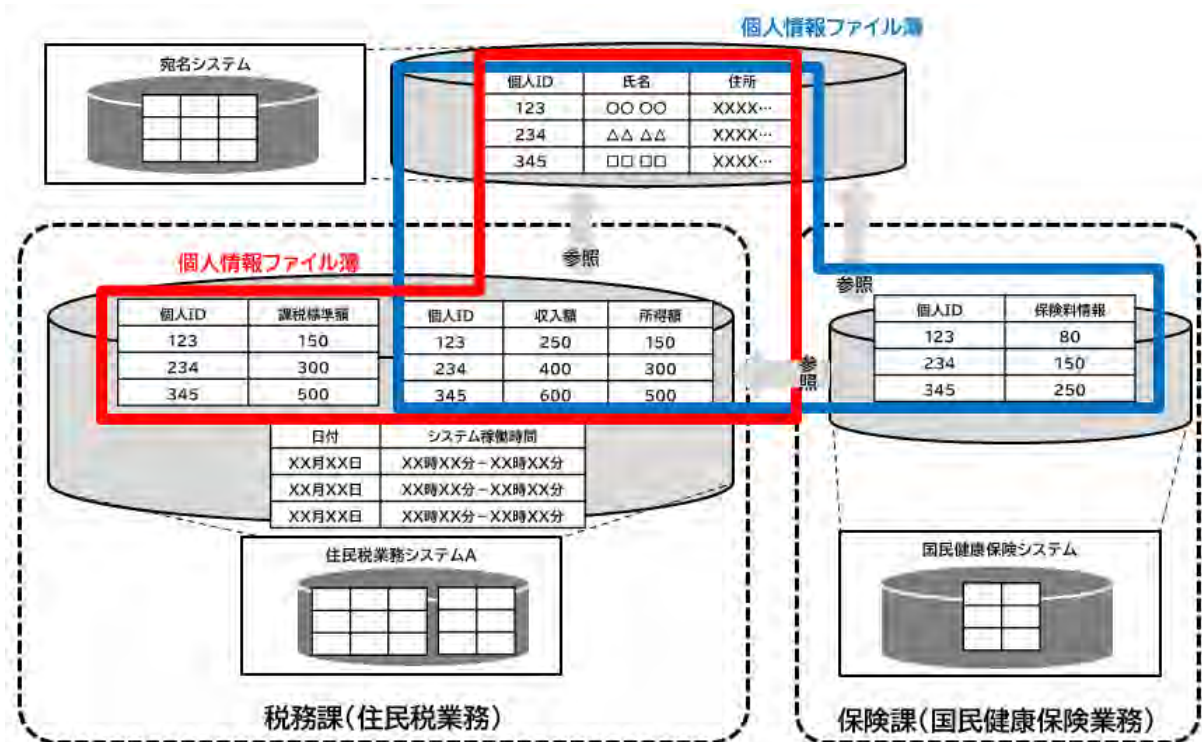 個人情報ファイル簿
宛名システム
個人ID 氏名 住所
123 〇〇 〇〇 XXXX…
234 △△ △△ XXXX…
345 □□ □□ XXXX…
参照
参照
個人情報ファイル簿
個人ID 課税標準額
123 150
234 300
345 500
個人ID 収入額 所得額
123 250 150
234 400 300
345 600 500
参照
個人ID 保険料情報
123 80
234 150
345 250
日付 システム稼働時間
XX月XX日 XX時XX分－XX時XX分
XX月XX日 XX時XX分－XX時XX分
XX月XX日 XX時XX分－XX時XX分
住民税業務システムA
国民健康保険システム
税務課(住民税業務)
保険課(国民健康保険業務)